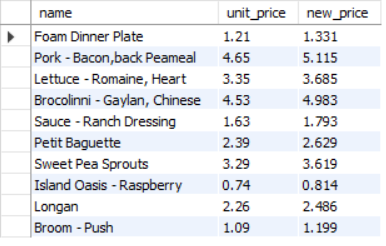 name unit_price new_price
Foam Dinner Plate 1.21 1.331
Pork - Bacon,back Peameal 4.65 5.115
Lettuce - Romaine, Heart 3.35 3.685
Brocolinni - Gaylan, Chinese 4.53 4.983
Sauce - Ranch Dressing 1.63 1.793
Petit Baguette 2.39 2.629
Sweet Pea Sprouts 3.29 3.619
Island Oasis - Raspberry 0.74 0.814
Longan 2.26 2.486
Broom - Push 1.09 1.199